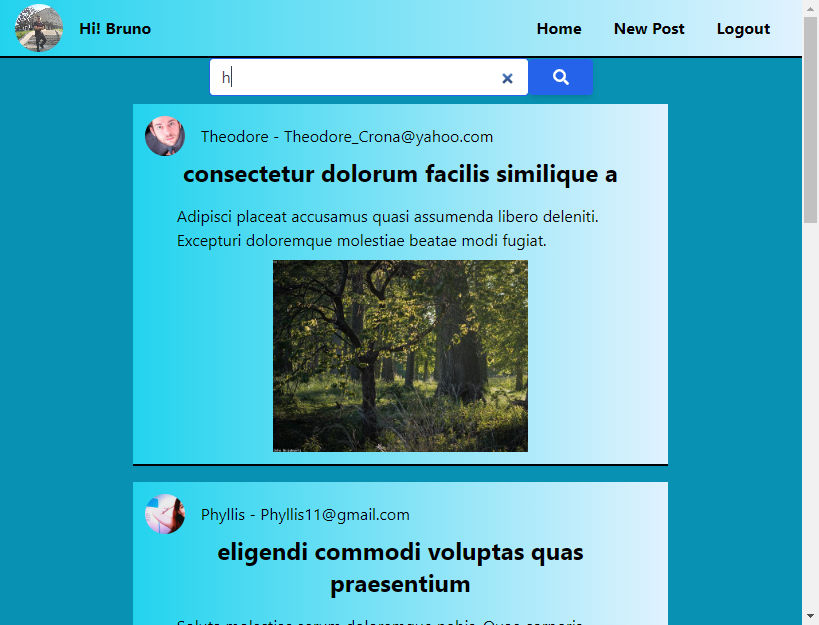 Hi! Bruno
Home
New Post
Logout
h
Theodore - Theodore_Crona@yahoo.com
consectetur dolorum facilis similique a
Adipisci placeat accusamus quasi assumenda libero deleniti.
Excepturi doloremque molestiae beatae modi fugiat.
Phyllis - Phyllis11@gmail.com
eligendi commodi voluptas quas
praesentium